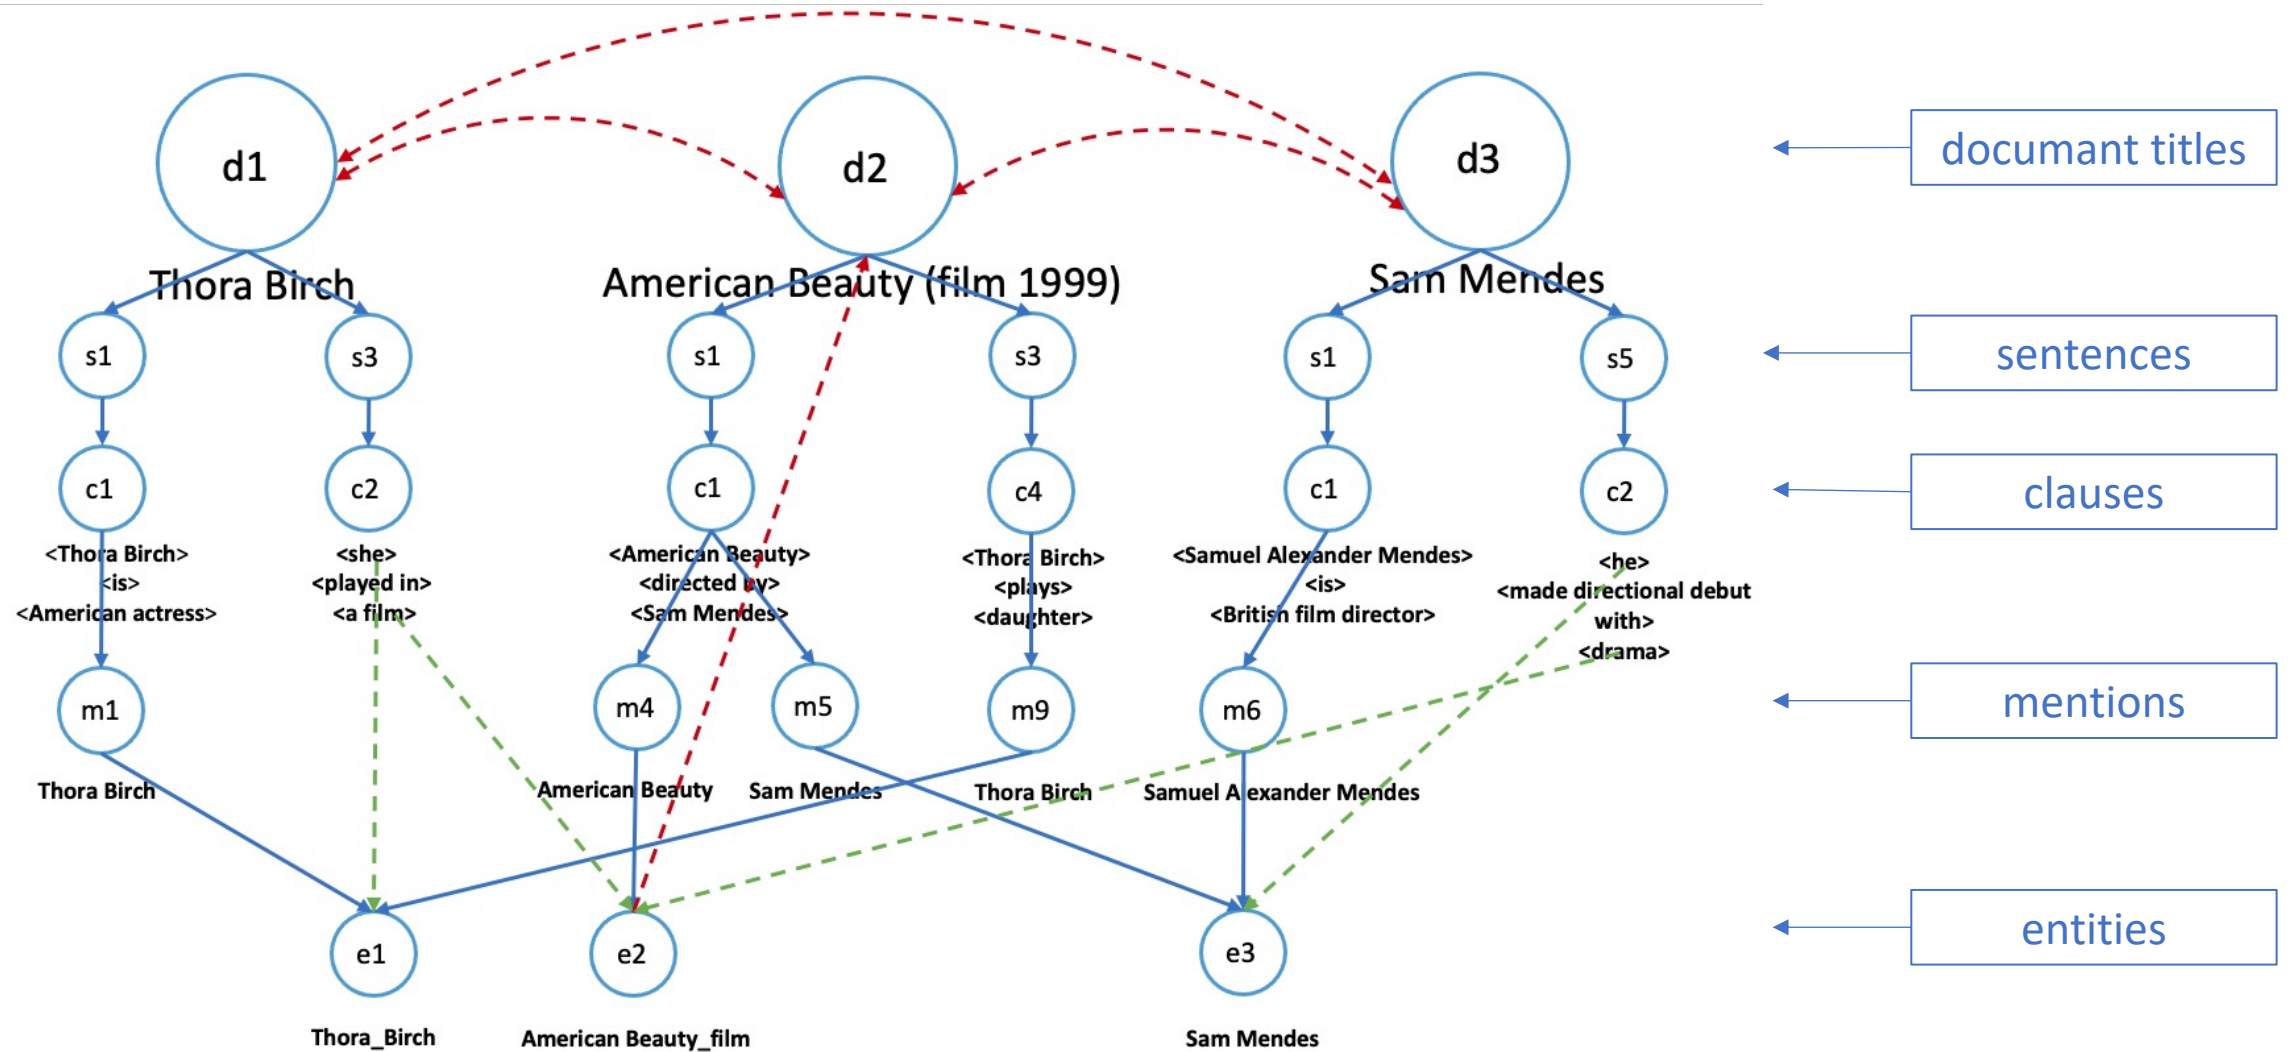 d1
d2
d3
documant titles
Thora Birch
American Beauty (film 1999)
Sam Mendes
s1
s3
s1
s3
s1
s5
sentences
c1
c2
c1
c4
c1
c2
clauses
<Thora Birch>
<is>
<American actress>
<she>
<played in>
<a film>
<American Beauty>
<directed by>
<Sam Mendes>
<Thora Birch>
<plays>
<daughter>
<Samuel Alexander Mendes>
<is>
<British film director>
<he>
<made directional debut
with>
<drama>
m1
m4
m5
m9
m6
mentions
Thora Birch
American Beauty
Sam Mendes
Thora Birch
Samuel Alexander Mendes
e1
e2
e3
entities
Thora_Birch
American Beauty_film
Sam Mendes